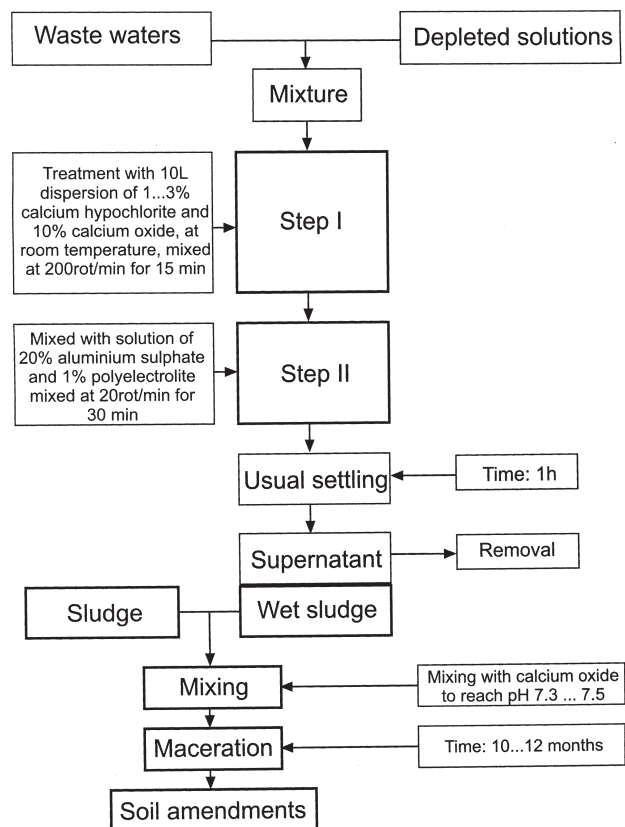 Waste waters
Depleted solutions
Mixture
Treatment with 10L
dispersion of 1...3%
calcium hypochlorite and
10% calcium oxide, at
room temperature, mixed
at 200rot/min for 15 min
Step I
Mixed with solution of
20% aluminium sulphate
and 1% polyelectrolite
mixed at 20rot/min for
30 min
Step II
Usual settling
Time: 1h
Supernatant
Removal
Sludge
Wet sludge
Mixing
Mixing with calcium oxide
to reach pH 7.3 ... 7.5
Maceration
Time: 10...12 months
Soil amendments